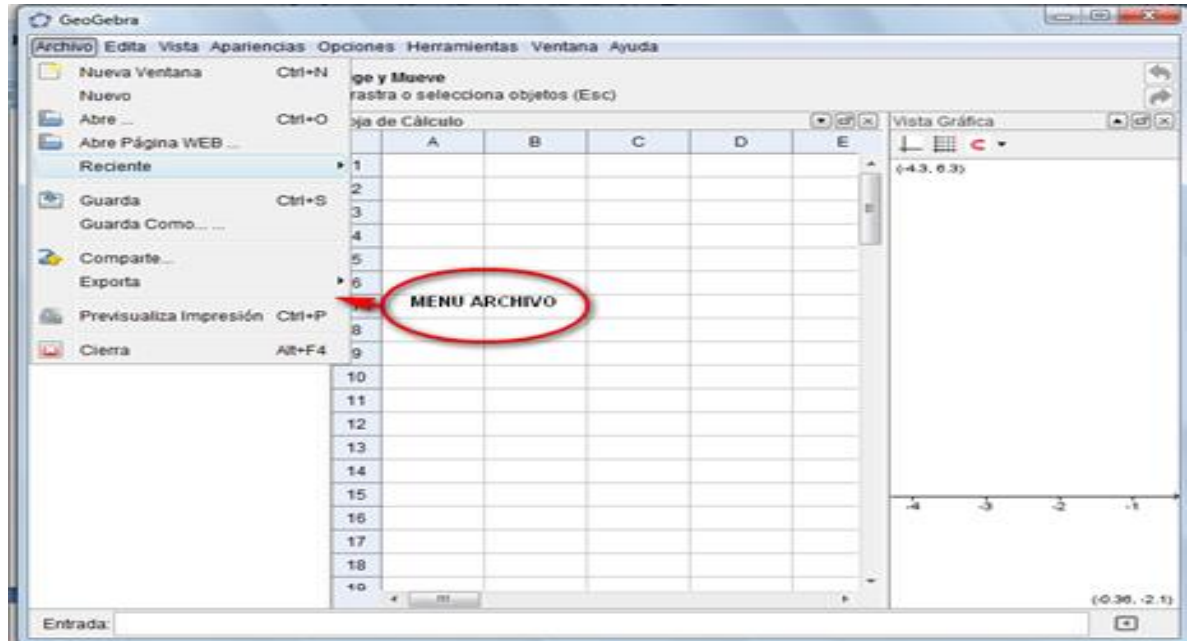 GeoGebra
Archivo Edita Vista Apariencias Opciones Herramientas Ventana Ayuda
Nueva Ventana Ctrl+N
Nuevo
Abre ... Ctrl+O
Abre Página WEB ...
Reciente
Guarda Ctrl+S
Guarda Como... ...
Comparte...
Exporta
Previsualiza Impresión Ctrl+P
Cierra Alt+F4
ge y Mueve
rastra o selecciona objetos (Esc)
oja de Cálculo
A B C D E
1
2
3
4
5
6
8
9
10
11
12
13
14
15
16
17
18
19
MENU ARCHIVO
Vista Gráfica
(-4.3, 6.3)
-4 -3 -2 -1
(-0.36, -2.1)
Entrada: